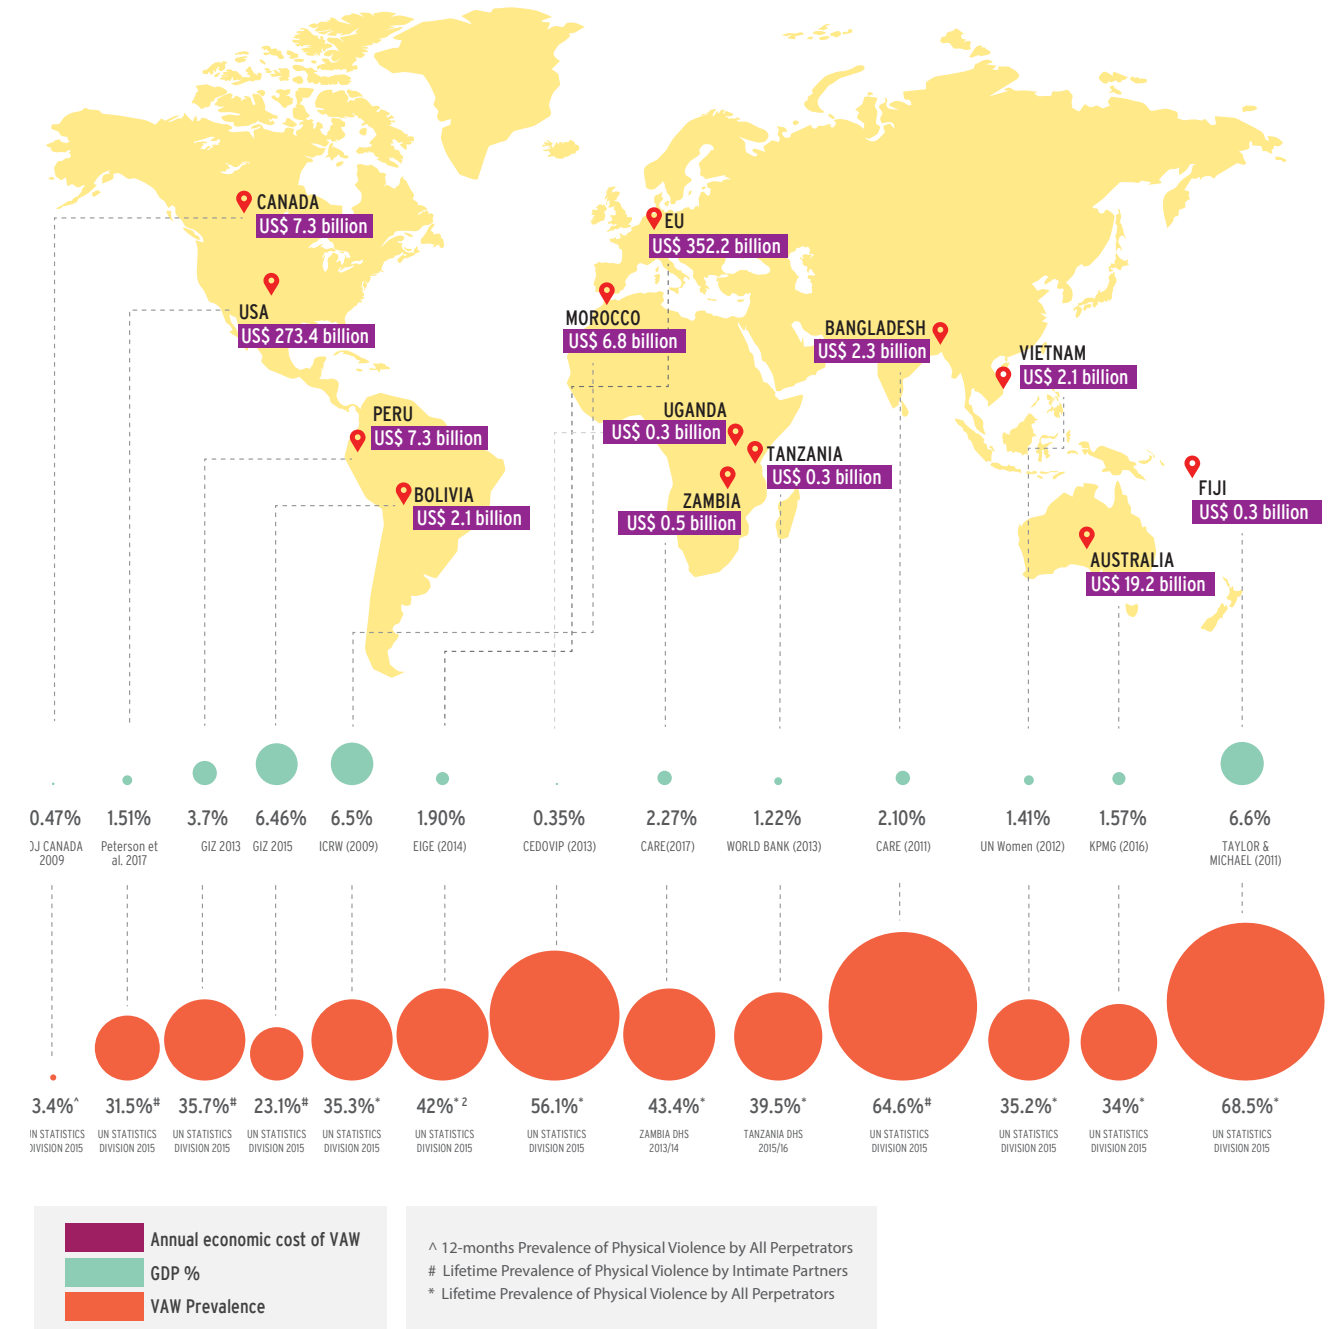 CANADA
US$ 7.3 billion
EU
US$ 352.2 billion
USA
US$ 273.4 billion
MOROCCO
US$ 6.8 billion
BANGLADESH
US$ 2.3 billion
VIETNAM
US$ 2.1 billion
PERU
US$ 7.3 billion
UGANDA
US$ 0.3 billion
TANZANIA
US$ 0.3 billion
BOLIVIA
US$ 2.1 billion
ZAMBIA
US$ 0.5 billion
FIJI
US$ 0.3 billion
AUSTRALIA
US$ 19.2 billion
0.47% 1.51% 3.7% 6.46% 6.5% 1.90% 0.35% 2.27% 1.22% 2.10% 1.41% 1.57% 6.6%
CANADA 2009
Peterson et
al. 2017
GIZ 2013
GIZ 2015
ICRW (2009)
EIGE (2014)
CEDOVIP (2013)
CARE(2017)
WORLD BANK (2013)
CARE (2011)
UN Women (2012)
KPMG (2016)
TAYLOR &
MICHAEL (2011)
3.4%^ 31.5%# 35.7%# 23.1%# 35.3%* 42%* 2 56.1%* 43.4%* 39.5%* 64.6%# 35.2%* 34%* 68.5%*
STATISTICS
2015
UN STATISTICS
DIVISION 2015
UN STATISTICS
DIVISION 2015
UN STATISTICS
DIVISION 2015
UN STATISTICS
DIVISION 2015
UN STATISTICS
DIVISION 2015
UN STATISTICS
DIVISION 2015
ZAMBIA DHS
2013/14
TANZANIA DHS
2015/16
UN STATISTICS
DIVISION 2015
UN STATISTICS
DIVISION 2015
UN STATISTICS
DIVISION 2015
UN STATISTICS
DIVISION 2015
Annual economic cost of VAW
GDP %
VAW Prevalence
^ 12-months Prevalence of Physical Violence by All Perpetrators
# Lifetime Prevalence of Physical Violence by Intimate Partners
* Lifetime Prevalence of Physical Violence by All Perpetrators